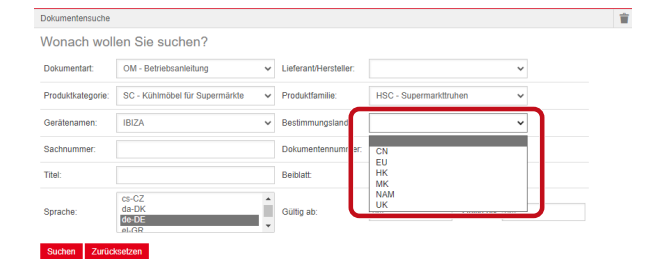 Dokumentensuche
Wonach wollen Sie suchen?
Dokumentart: OM - Betriebsanleitung Lieferant/Hersteller:
Produktkategorie: SC - Kühlmöbel für Supermärkte Produktfamilie: HSC - Supermarkttruhen
Gerätenamen: IBIZA Bestimmungsland
Sachnummer: Dokumentennummer:
CN
EU
Titel: Beiblatt:
HK
MK
NAM
UK
Sprache:
cs-CZ
da-DK
de-DE
el-GR
Gültig ab:
Suchen Zurücksetzen